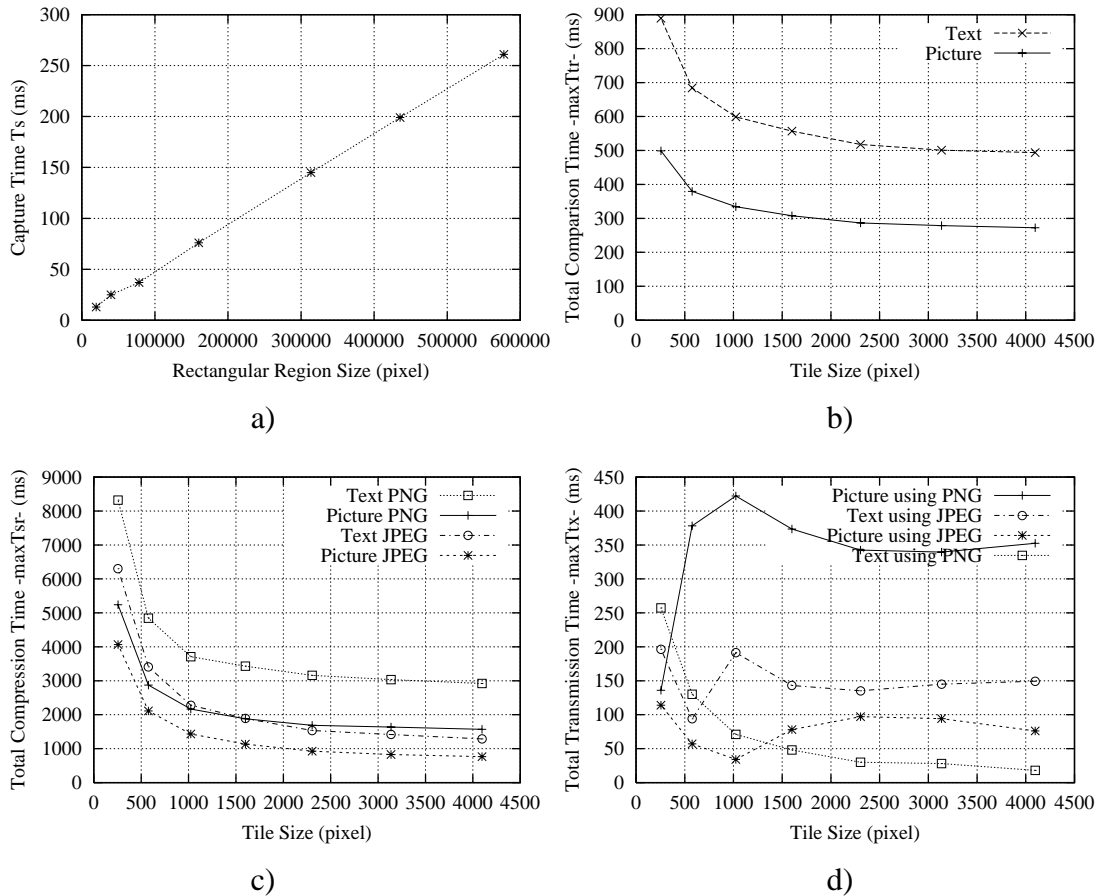 300
250
200
150
100
50
0
Capture Time Ts (ms)
0 100000 200000 300000 400000 500000 600000
Rectangular Region Size (pixel)
a)
900
800
700
600
500
400
300
200
100
0
Total Comparison Time -maxTtr- (ms)
Text
Picture
0 500 1000 1500 2000 2500 3000 3500 4000 4500
Tile Size (pixel)
b)
9000
8000
7000
6000
5000
4000
3000
2000
1000
0
Total Compression Time -maxTsr- (ms)
Text PNG
Picture PNG
Text JPEG
Picture JPEG
0 500 1000 1500 2000 2500 3000 3500 4000 4500
Tile Size (pixel)
c)
450
400
350
300
250
200
150
100
50
0
Total Transmission Time -maxTtx- (ms)
Picture using PNG
Text using JPEG
Picture using JPEG
Text using PNG
0 500 1000 1500 2000 2500 3000 3500 4000 4500
Tile Size (pixel)
d)